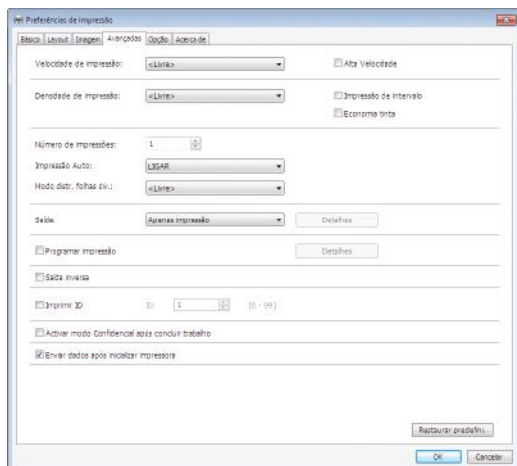 Preferências de impressão
Básico Layout Imagem Avançadas Opção Acerca de
Velocidade de impressão: <Livre> Alta Velocidade
Densidade de impressão: <Livre> Impressão de intervalo
Economia tinta
Número de impressões: 1
Impressão Auto: LIGAR
Modo distr. folhas div.: <Livre>
Saída: Apenas impressão Detalhes
Programar impressão Detalhes
Saída inversa
Imprimir ID ID: 1 [0 - 99]
Activar modo Confidencial após concluir trabalho
Enviar dados após inicializar impressora
Restaurar predefini.
OK Cancelar